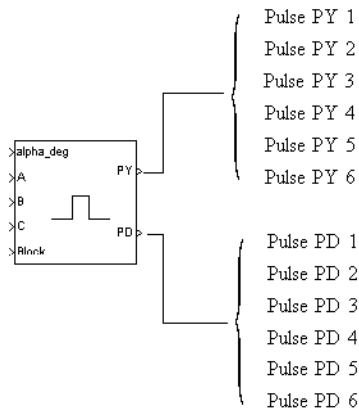 Pulse PY 1
Pulse PY 2
Pulse PY 3
Pulse PY 4
Pulse PY 5
Pulse PY 6
alpha_deg
A
B
C
Block
PY
PD
Pulse PD 1
Pulse PD 2
Pulse PD 3
Pulse PD 4
Pulse PD 5
Pulse PD 6